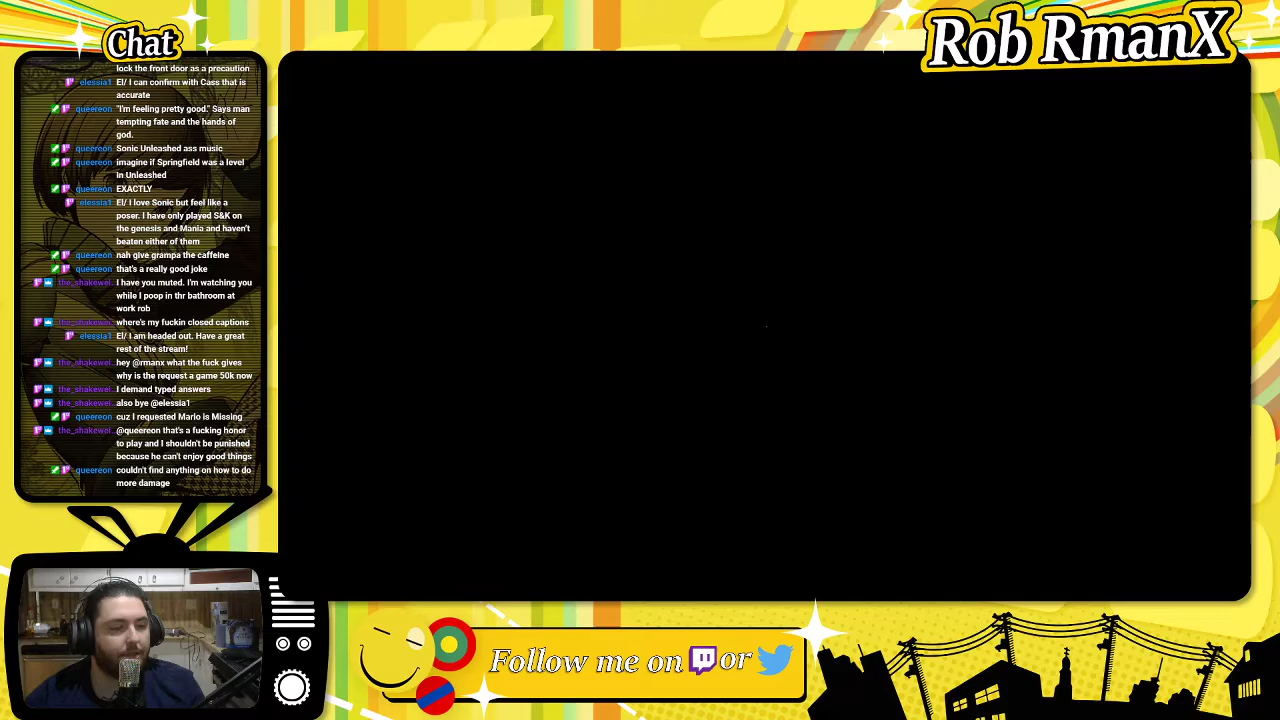 Chat
Rob RmanX
lock the front door as a precaution
elessia1 El/ I can confirm with Cass that is
accurate
queereon "I'm feeling pretty good." Says man
tempting fate and the hands of
god.
queereon Sonic Unleashed ass music
queereon imagine if Springfield was a level
in Unleashed
queereon EXACTLY
elessia1 El/ I love Sonic but feel like a
poser. I have only played S&K on
the genesis and Mania and haven't
beaten either of them
queereon nah give grampa the caffeine
queereon that's a really good joke
the_shakewei.. I have you muted. I'm watching you
while I poop in the bathroom at
work rob
the_shakewei.. where's my fuckin closed captions
elessia1 El/ I am headed out. Have a great
rest of the stream!
the_shakewei.. hey @rmanx what the fuck gives
why is the request a game 50k now
the_shakewei.. I demand typed answers
the_shakewei.. also bye @elessia1
queereon cuz I requested Mario is Missing
the_shakewei.. @queereon that's a fucking honor
to play and I shouldn't be punished
because he can't enjoy good things
queereon couldn't find anything on how to do
more damage
Follow me on or